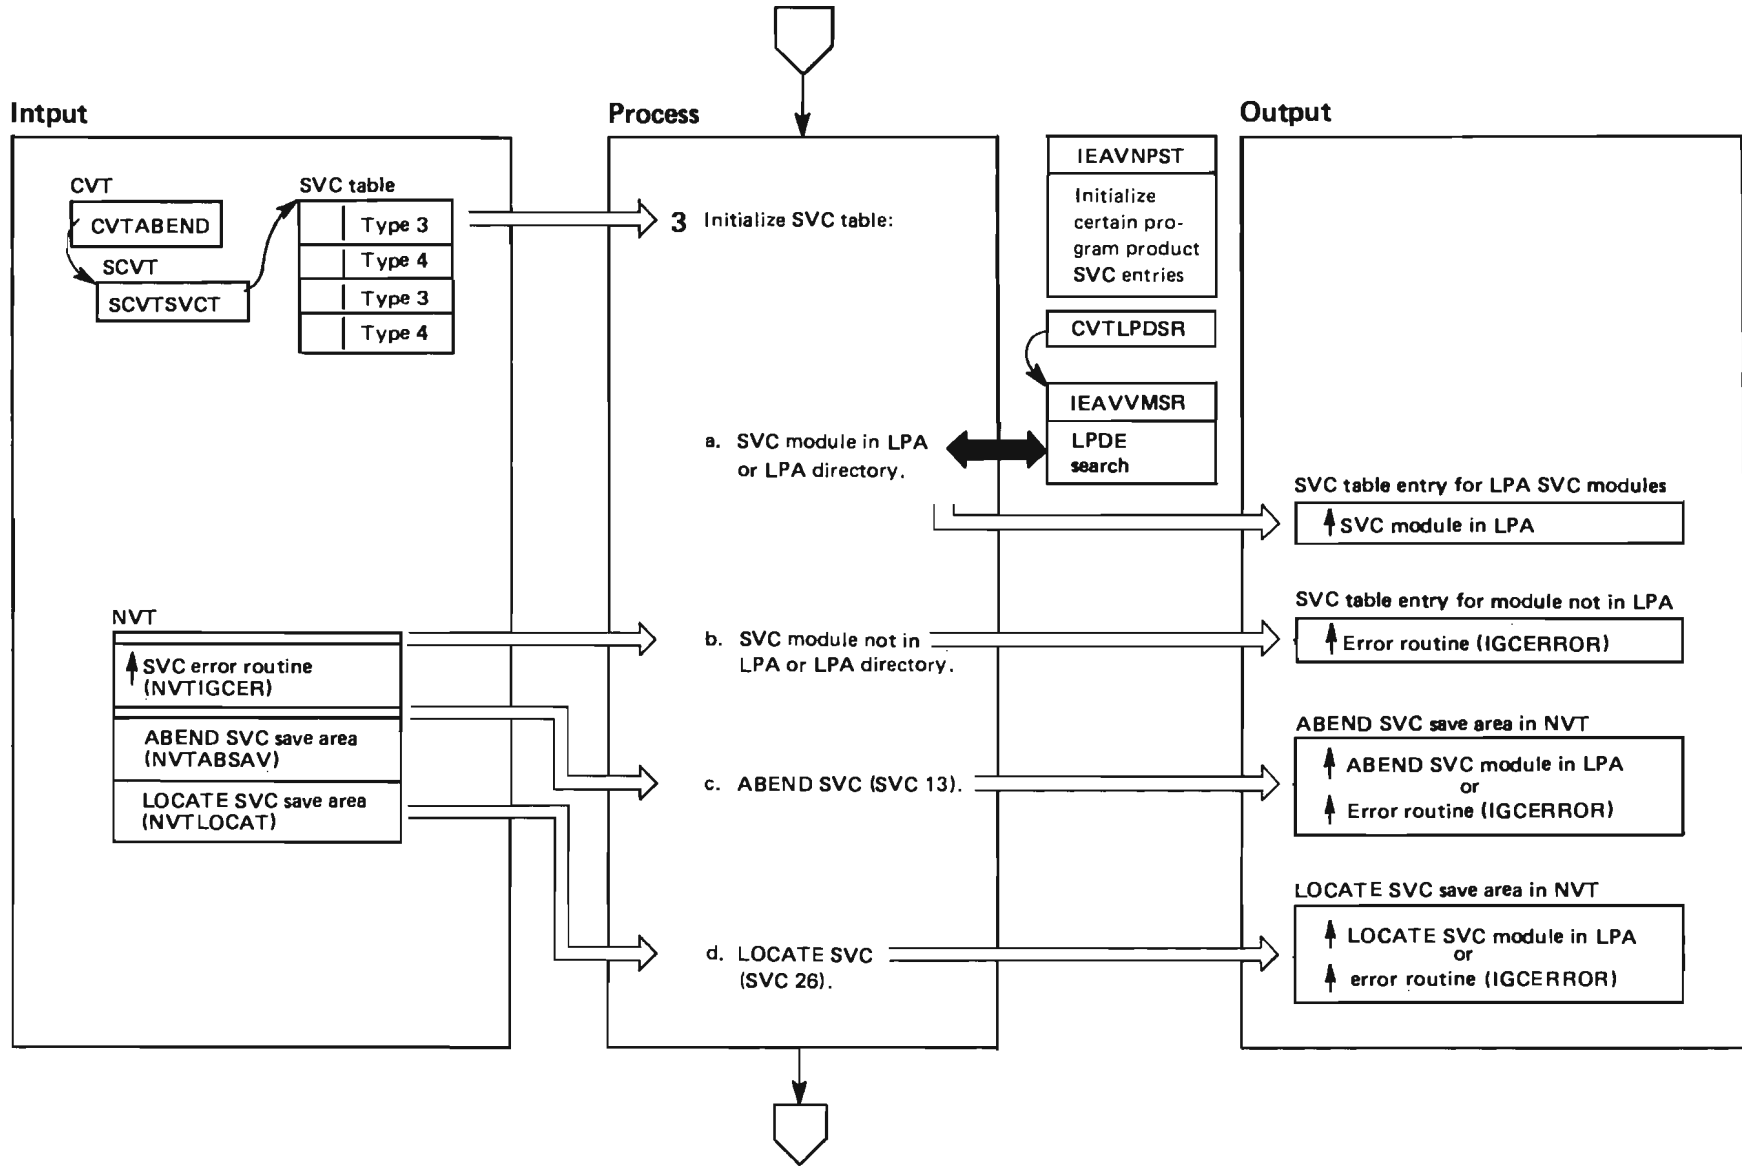 Intput
Process
Output
CVT
CVTABEND
SCVT
SCVTSVCT
SVC table
Type 3
Type 4
Type 3
Type 4
NVT
SVC error routine
(NVTIGCER)
ABEND SVC save area
(NVTABSAV)
LOCATE SVC save area
(NVTLOCAT)
3 Initialize SVC table:
a. SVC module in LPA
or LPA directory.
b. SVC module not in
LPA or LPA directory.
c. ABEND SVC (SVC 13).
d. LOCATE SVC
(SVC 26).
IEAVNPST
Initialize
certain pro-
gram product
SVC entries
CVTLPDSR
IEAVVMSR
LPDE
search
SVC table entry for LPA SVC modules
SVC module in LPA
SVC table entry for module not in LPA
Error routine (IGCERROR)
ABEND SVC save area in NVT
ABEND SVC module in LPA
or
Error routine (IGCERROR)
LOCATE SVC save area in NVT
LOCATE SVC module in LPA
or
error routine (IGCERROR)